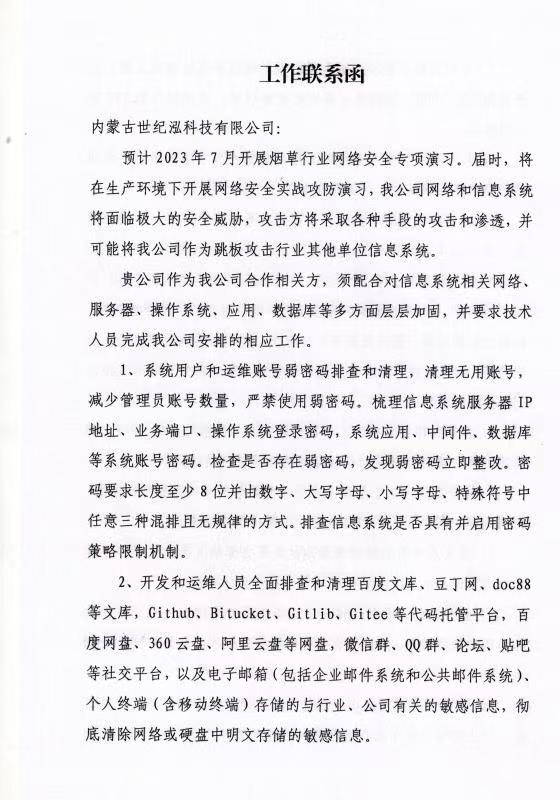 工作联系函
内蒙古世纪泓科技有限公司：
预计 2023 年 7 月开展烟草行业网络安全专项演习。届时，将
在生产环境下开展网络安全实战攻防演习，我公司网络和信息系统
将面临极大的安全威胁，攻击方将采取各种手段的攻击和渗透，并
可能将我公司作为跳板攻击行业其他单位信息系统。
贵公司作为我公司合作相关方，须配合对信息系统相关网络、
服务器、操作系统、应用、数据库等多方面层层加固，并要求技术
人员完成我公司安排的相应工作。
1、系统用户和运维账号弱密码排查和清理，清理无用账号，
减少管理员账号数量，严禁使用弱密码。梳理信息系统服务器 IP
地址、业务端口、操作系统登录密码，系统应用、中间件、数据库
等系统账号密码。检查是否存在弱密码，发现弱密码立即整改。密
码要求长度至少 8 位并由数字、大写字母、小写字母、特殊符号中
任意三种混排且无规律的方式。排查信息系统是否具有并启用密码
策略限制机制。
2、开发和运维人员全面排查和清理百度文库、豆丁网、doc88
等文库，Github、Bitucket、Gitlib、Gitee 等代码托管平台，百
度网盘、360 云盘、阿里云盘等网盘，微信群、QQ 群、论坛、贴吧
等社交平台，以及电子邮箱（包括企业邮件系统和公共邮件系统）、
个人终端（含移动终端）存储的与行业、公司有关的敏感信息，彻
底清除网络或硬盘中明文存储的敏感信息。